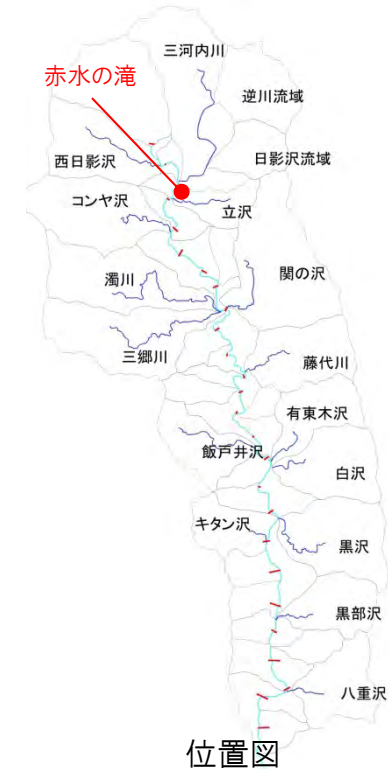 三河内川
赤水の滝
逆川流域
西日影沢
日影沢流域
コンヤ沢
立沢
関の沢
濁川
三郷川
藤代川
有東木沢
飯戸井沢
白沢
キタン沢
黒沢
黒部沢
八重沢
位置図